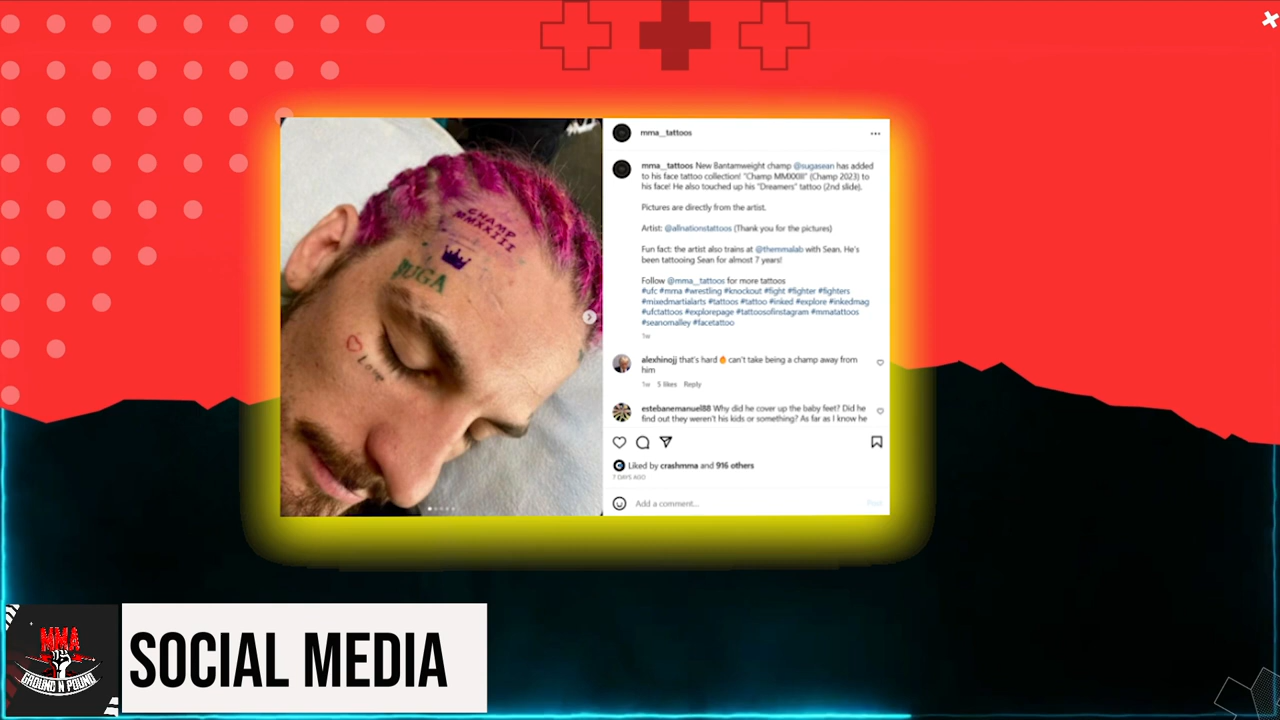 CHAMP
MMXXIII
SUGA
Love
mma__tattoos
mma__tattoos New Bantamweight champ @sugasean has added
to his face tattoo collection! "Champ MMXXIII" (Champ 2023) to
his face! He also touched up his "Dreamers" tattoo (2nd slide).
Pictures are directly from the artist.
Artist: @allnationstattoos (Thank you for the pictures)
Fun fact: the artist also trains at @themmalab with Sean. He's
been tattooing Sean for almost 7 years!
Follow @mma__tattoos for more tattoos
#ufc #mma #wrestling #knockout #fight #fighter #fighters
#mixedmartialarts #tattoos #tattoo #inked #explore #inkedmag
#ufctattoos #explorepage #tattoosofinstagram #mmatattoos
#seanomalley #facetattoo
1w
alexhinojj that's hard🔥 can't take being a champ away from
him
1w 5 likes Reply
estebanemanuel88 Why did he cover up the baby feet? Did he
find out they weren't his kids or something? As far as I know he
Liked by crashmma and 916 others
7 DAYS AGO
Add a comment...
Post
MMA
GROUND N POUND
SOCIAL MEDIA